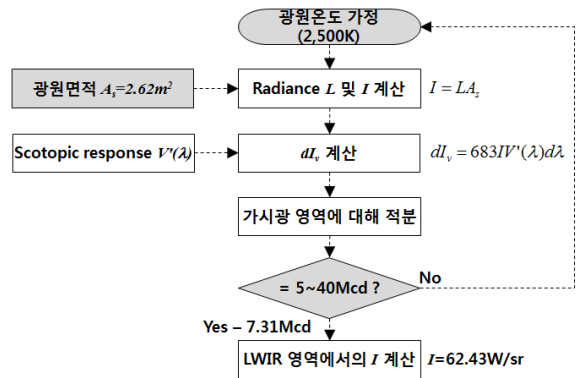 광원온도 가정
(2,500K)
광원면적 Aₛ=2.62m²
Radiance L 및 I 계산
I = LAₛ
Scotopic response V'(λ)
dIᵥ 계산
dIᵥ = 683IV'(λ)dλ
가시광 영역에 대해 적분
= 5~40Mcd ?
No
Yes – 7.31Mcd
LWIR 영역에서의 I 계산
I=62.43W/sr